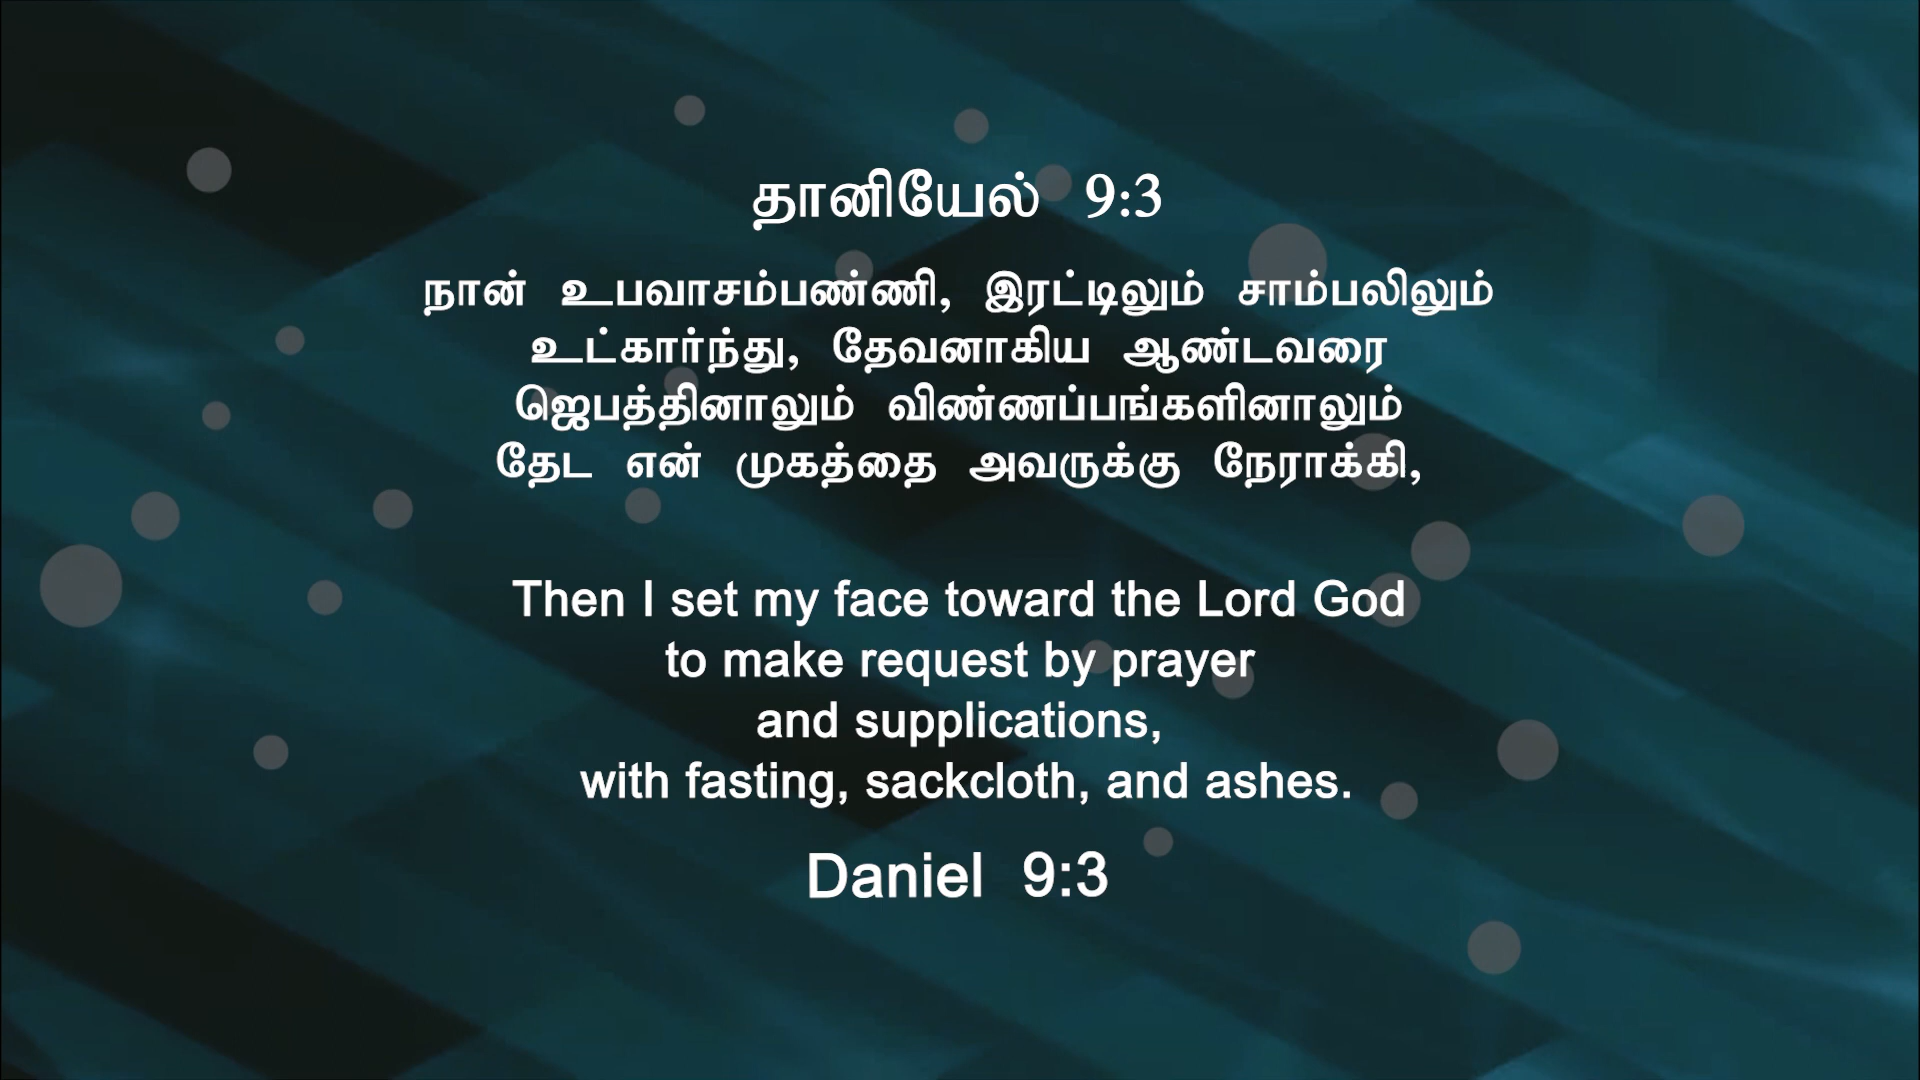 தானியேல் 9:3
நான் உபவாசம்பண்ணி, இரட்டிலும் சாம்பலிலும்
உட்கார்ந்து, தேவனாகிய ஆண்டவரை
ஜெபத்தினாலும் விண்ணப்பங்களினாலும்
தேட என் முகத்தை அவருக்கு நேராக்கி,
Then I set my face toward the Lord God
to make request by prayer
and supplications,
with fasting, sackcloth, and ashes.
Daniel 9:3